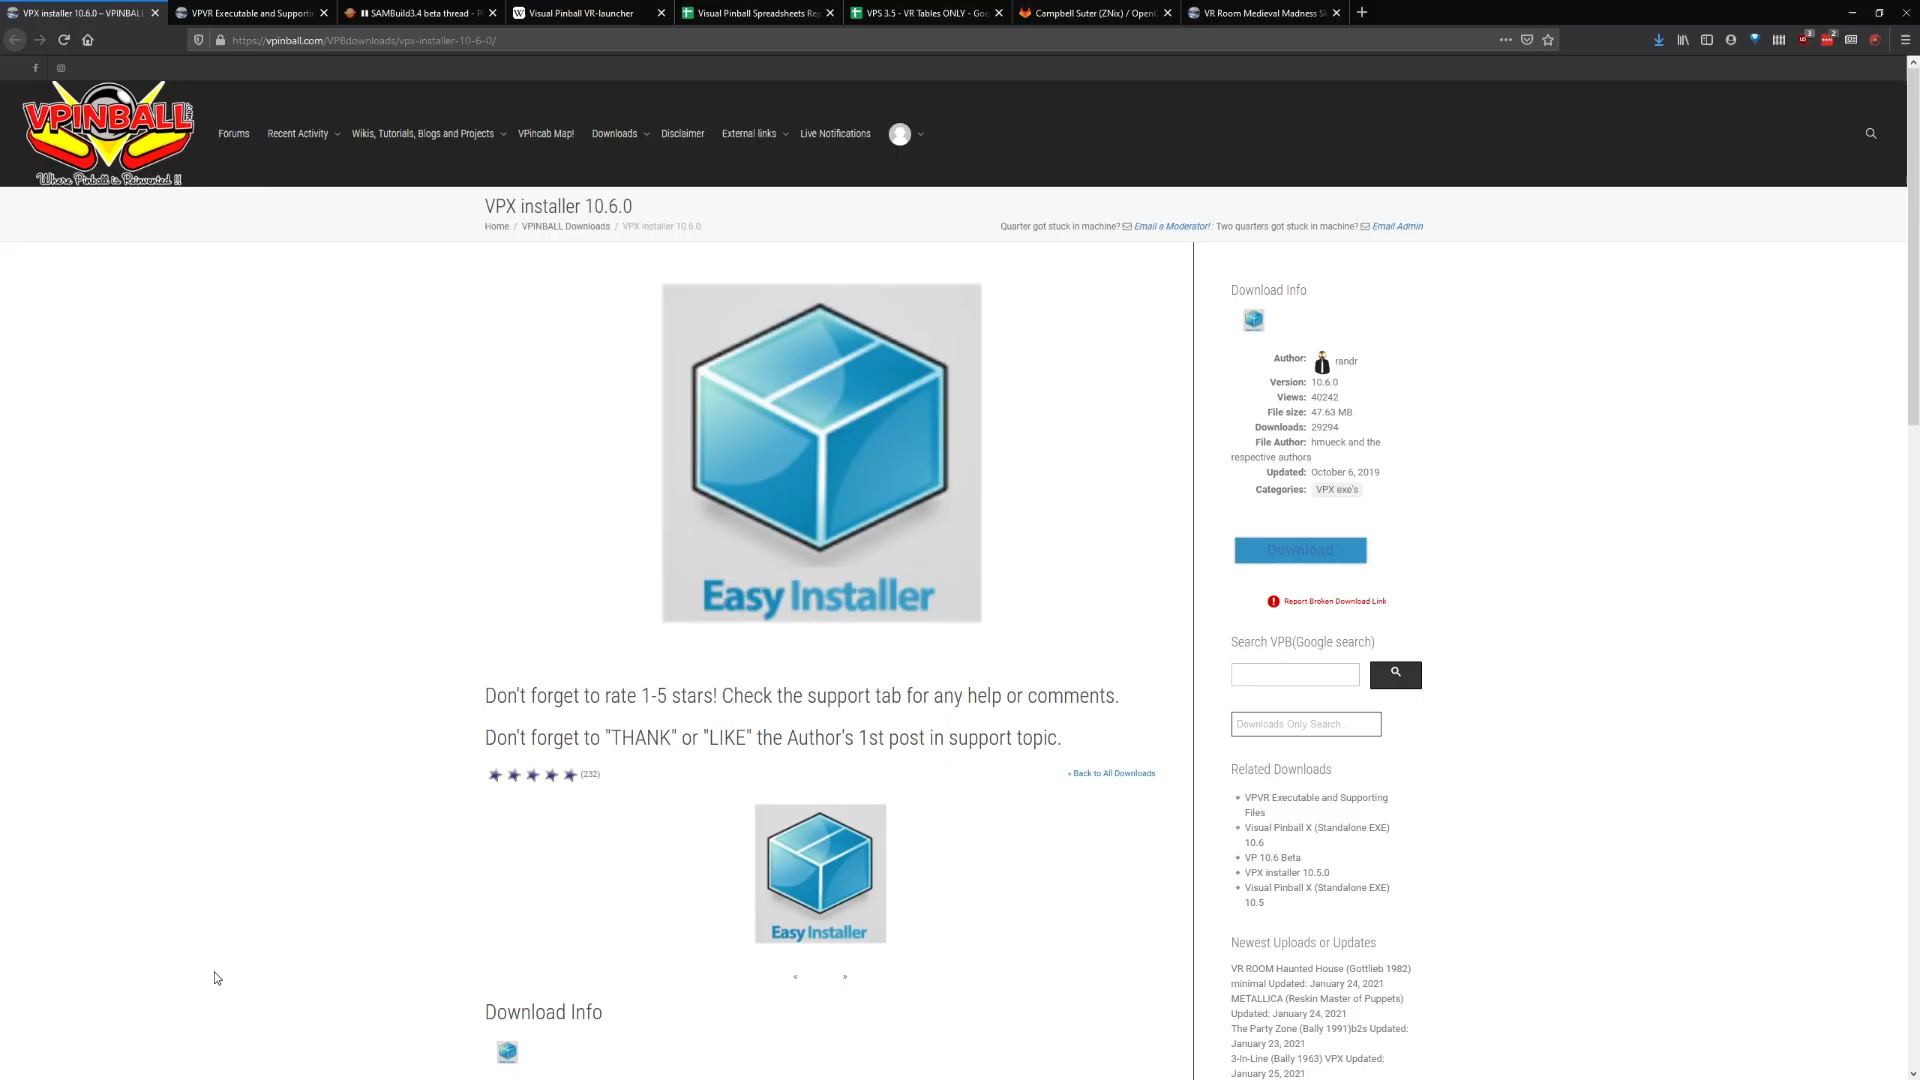 VPX installer 10.6.0 – VPINBALL
VPVR Executable and Supportin
SAMBuild3.4 beta thread - P
Visual Pinball VR-launcher
Visual Pinball Spreadsheets Rep
VPS 3.5 - VR Tables ONLY - Goo
Campbell Suter (ZNix) / OpenC
VR Room Medieval Madness S
https://vpinball.com/VPBdownloads/vpx-installer-10-6-0/
3
2
VPINBALL
Where Pinball is Reinvented !!
Forums
Recent Activity
Wikis, Tutorials, Blogs and Projects
VPincab Map!
Downloads
Disclaimer
External links
Live Notifications
VPX installer 10.6.0
Home / VPINBALL Downloads / VPX installer 10.6.0
Quarter got stuck in machine? Email a Moderator! : Two quarters got stuck in machine? Email Admin
Easy Installer
Don't forget to rate 1-5 stars! Check the support tab for any help or comments.
Don't forget to "THANK" or "LIKE" the Author's 1st post in support topic.
(232)
« Back to All Downloads
Easy Installer
« »
Download Info
Download Info
Author: randr
Version: 10.6.0
Views: 40242
File size: 47.63 MB
Downloads: 29294
File Author: hmueck and the
respective authors
Updated: October 6, 2019
Categories: VPX exe's
Download
Report Broken Download Link
Search VPB(Google search)
Downloads Only Search...
Related Downloads
VPVR Executable and Supporting
Files
Visual Pinball X (Standalone EXE)
10.6
VP 10.6 Beta
VPX installer 10.5.0
Visual Pinball X (Standalone EXE)
10.5
Newest Uploads or Updates
VR ROOM Haunted House (Gottlieb 1982)
minimal Updated: January 24, 2021
METALLICA (Reskin Master of Puppets)
Updated: January 24, 2021
The Party Zone (Bally 1991)b2s Updated:
January 23, 2021
3-In-Line (Bally 1963) VPX Updated:
January 25, 2021